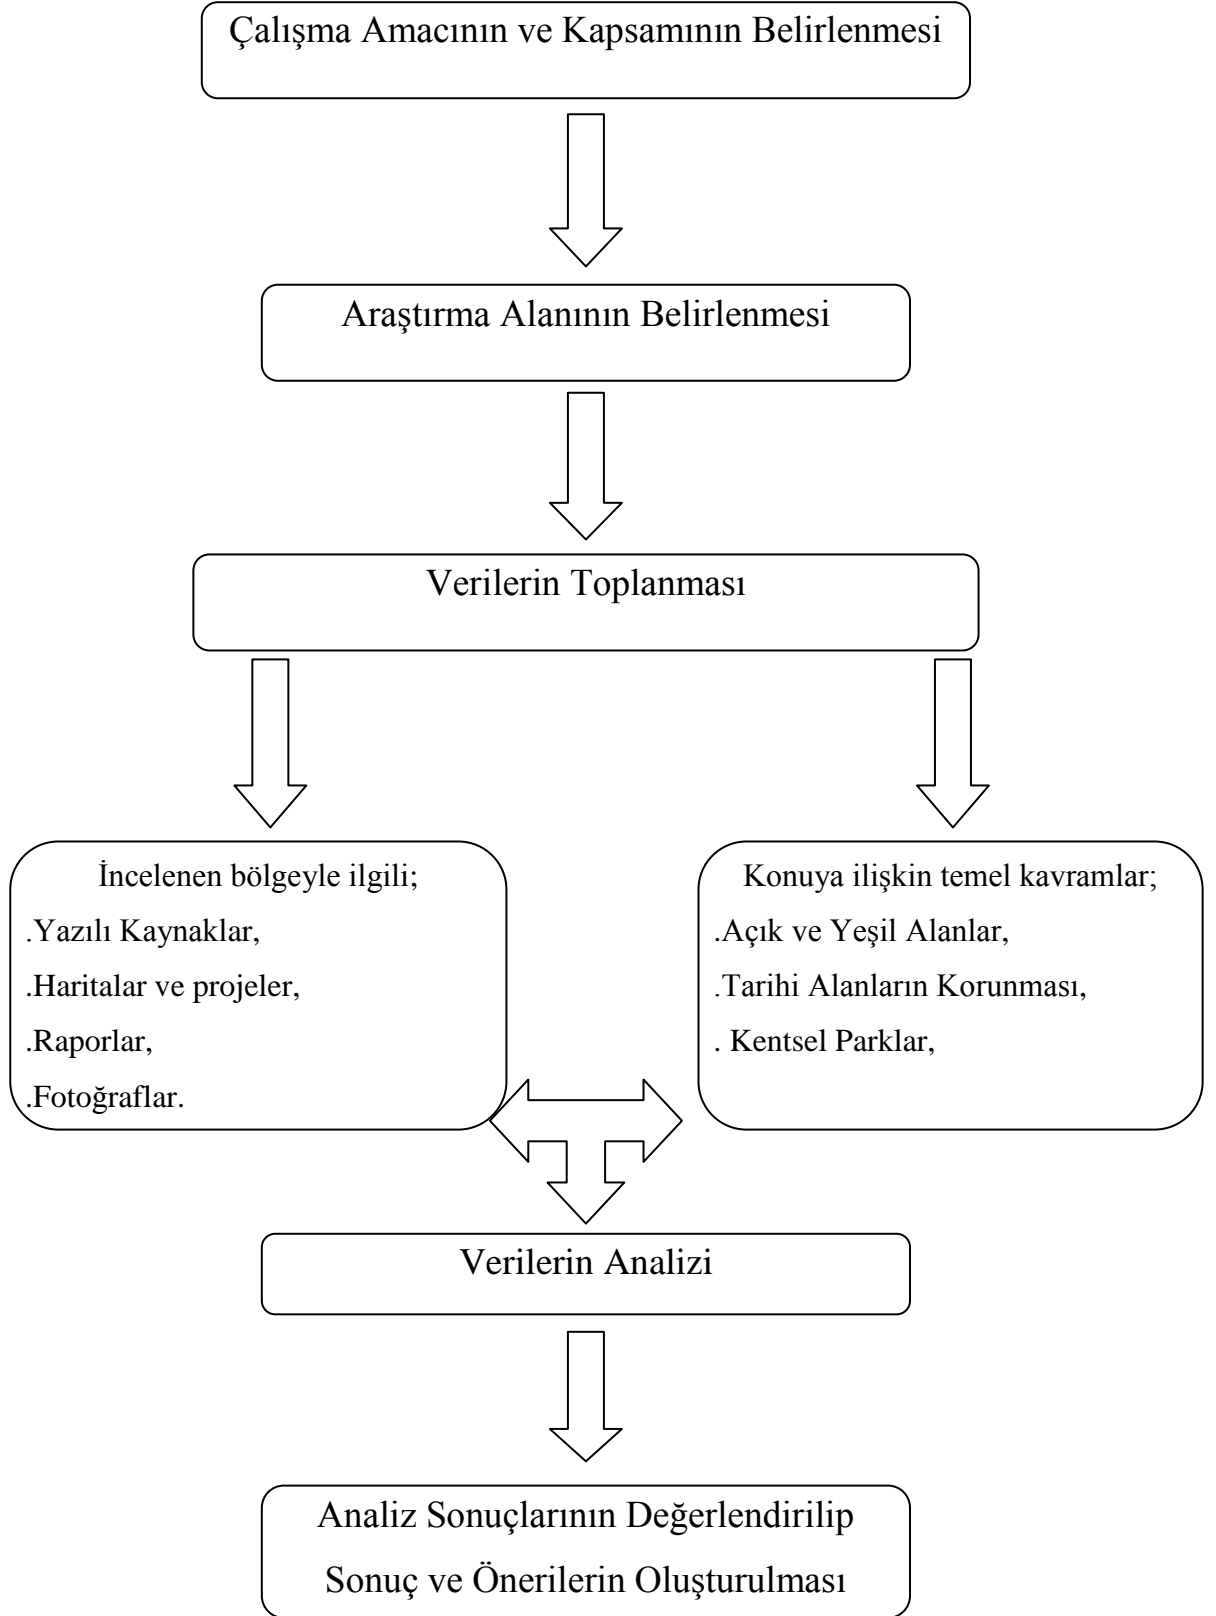 Çalışma Amacının ve Kapsamının Belirlenmesi
Araştırma Alanının Belirlenmesi
Verilerin Toplanması
İncelenen bölgeyle ilgili;
.Yazılı Kaynaklar,
.Haritalar ve projeler,
.Raporlar,
.Fotoğraflar.
Konuya ilişkin temel kavramlar;
.Açık ve Yeşil Alanlar,
.Tarihi Alanların Korunması,
. Kentsel Parklar,
Verilerin Analizi
Analiz Sonuçlarının Değerlendirilip
Sonuç ve Önerilerin Oluşturulması